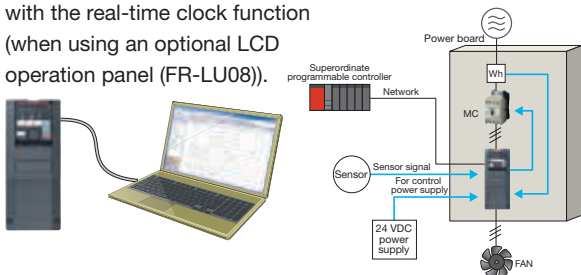 with the real-time clock function
(when using an optional LCD
operation panel (FR-LU08)).
Power board
Superordinate
programmable controller
Network
Wh
MC
Sensor
Sensor signal
For control
power supply
24 VDC
power
supply
FAN